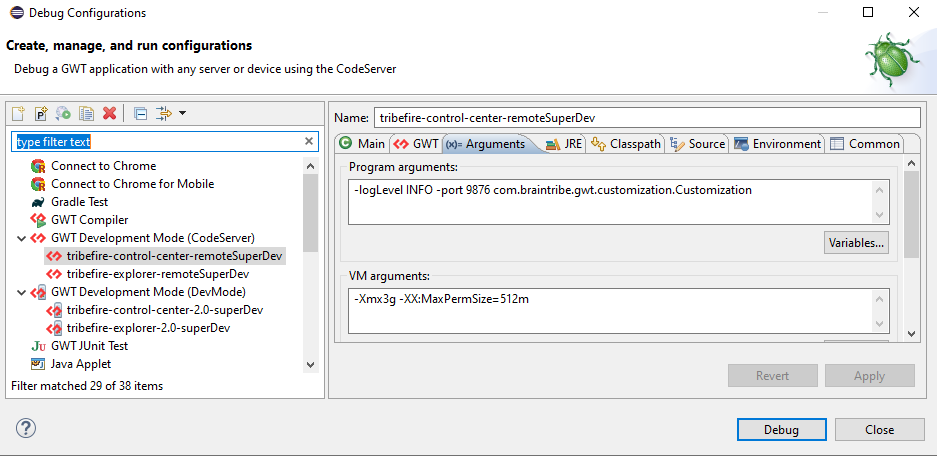 Debug Configurations
Create, manage, and run configurations
Debug a GWT application with any server or device using the CodeServer
type filter text
Connect to Chrome
Connect to Chrome for Mobile
Gradle Test
GWT Compiler
GWT Development Mode (CodeServer)
tribefire-control-center-remoteSuperDev
tribefire-explorer-remoteSuperDev
GWT Development Mode (DevMode)
tribefire-control-center-2.0-superDev
tribefire-explorer-2.0-superDev
Ju GWT JUnit Test
Java Applet
Filter matched 29 of 38 items
Name: tribefire-control-center-remoteSuperDev
Main GWT (x)= Arguments JRE Classpath Source Environment Common
Program arguments:
-logLevel INFO -port 9876 com.braintribe.gwt.customization.Customization
Variables...
VM arguments:
-Xmx3g -XX:MaxPermSize=512m
Revert Apply
? Debug Close